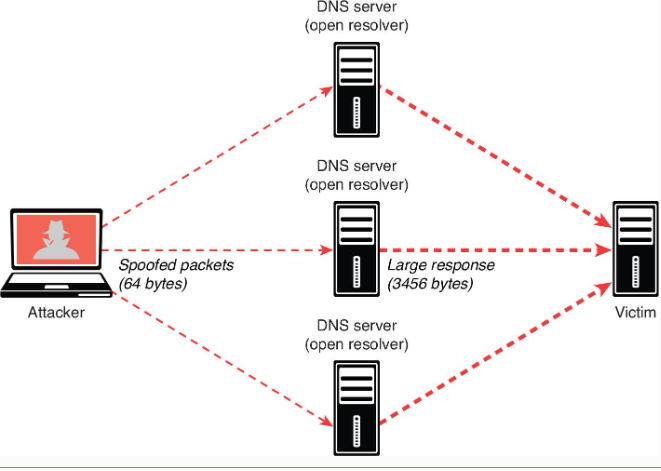 DNS server
(open resolver)
DNS server
(open resolver)
Spoofed packets
(64 bytes)
Large response
(3456 bytes)
Attacker
Victim
DNS server
(open resolver)